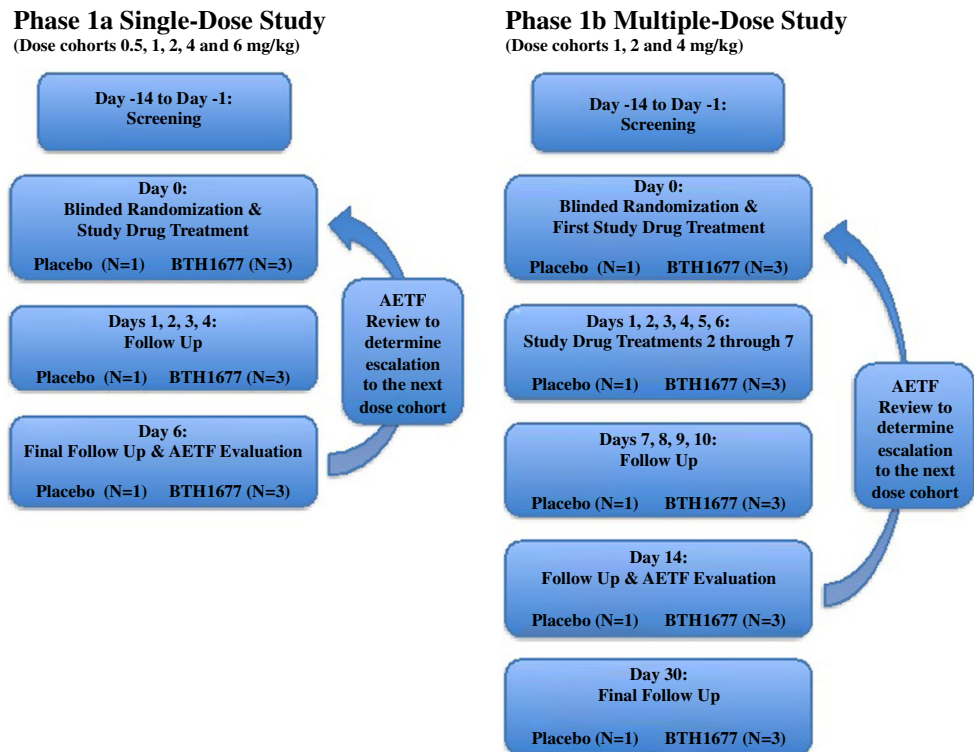 Phase 1a Single-Dose Study
(Dose cohorts 0.5, 1, 2, 4 and 6 mg/kg)
Day -14 to Day -1:
Screening
Day 0:
Blinded Randomization &
Study Drug Treatment
Placebo (N=1) BTH1677 (N=3)
Days 1, 2, 3, 4:
Follow Up
Placebo (N=1) BTH1677 (N=3)
Day 6:
Final Follow Up & AETF Evaluation
Placebo (N=1) BTH1677 (N=3)
AETF
Review to
determine
escalation
to the next
dose cohort
Phase 1b Multiple-Dose Study
(Dose cohorts 1, 2 and 4 mg/kg)
Day -14 to Day -1:
Screening
Day 0:
Blinded Randomization &
First Study Drug Treatment
Placebo (N=1) BTH1677 (N=3)
Days 1, 2, 3, 4, 5, 6:
Study Drug Treatments 2 through 7
Placebo (N=1) BTH1677 (N=3)
Days 7, 8, 9, 10:
Follow Up
Placebo (N=1) BTH1677 (N=3)
Day 14:
Follow Up & AETF Evaluation
Placebo (N=1) BTH1677 (N=3)
Day 30:
Final Follow Up
Placebo (N=1) BTH1677 (N=3)
AETF
Review to
determine
escalation
to the next
dose cohort